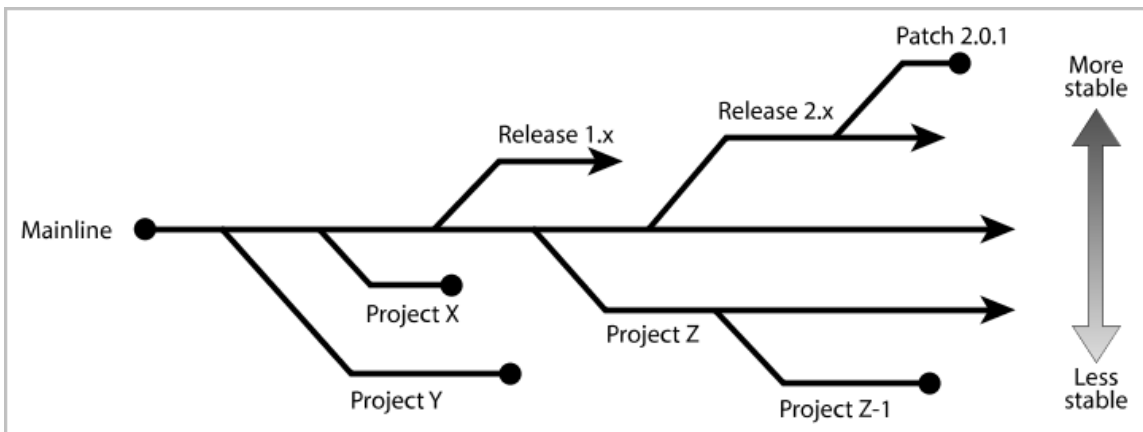 Patch 2.0.1
More
stable
Release 2.x
Release 1.x
Mainline
Project X
Project Z
Less
stable
Project Y
Project Z-1